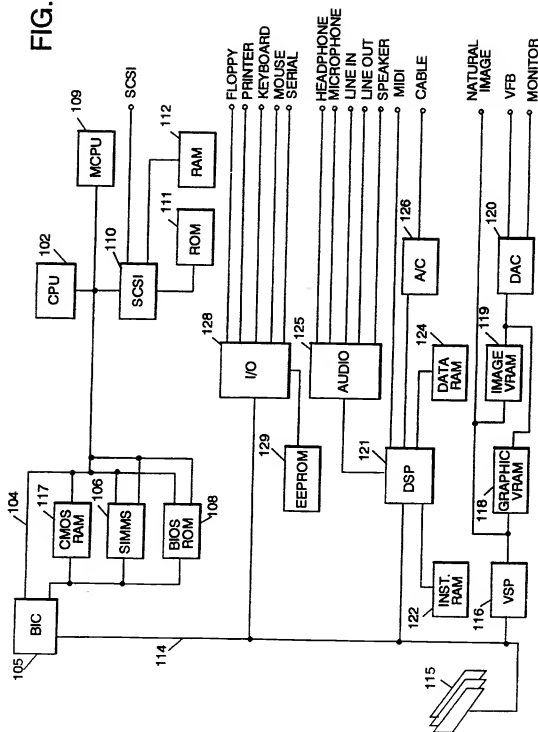 FIG.
109
MCPU
SCSI
102
CPU
110
SCSI
111
ROM
112
RAM
104
117
CMOS
RAM
106
SIMMS
108
BIOS
ROM
BIC
105
114
128
I/O
FLOPPY
PRINTER
KEYBOARD
MOUSE
SERIAL
129
EEPROM
125
AUDIO
HEADPHONE
MICROPHONE
LINE IN
LINE OUT
SPEAKER
MIDI
CABLE
126
A/C
121
DSP
124
DATA
RAM
122
INST.
RAM
NATURAL
IMAGE
VFB
MONITOR
120
DAC
119
IMAGE
VRAM
118
GRAPHIC
VRAM
116
VSP
115